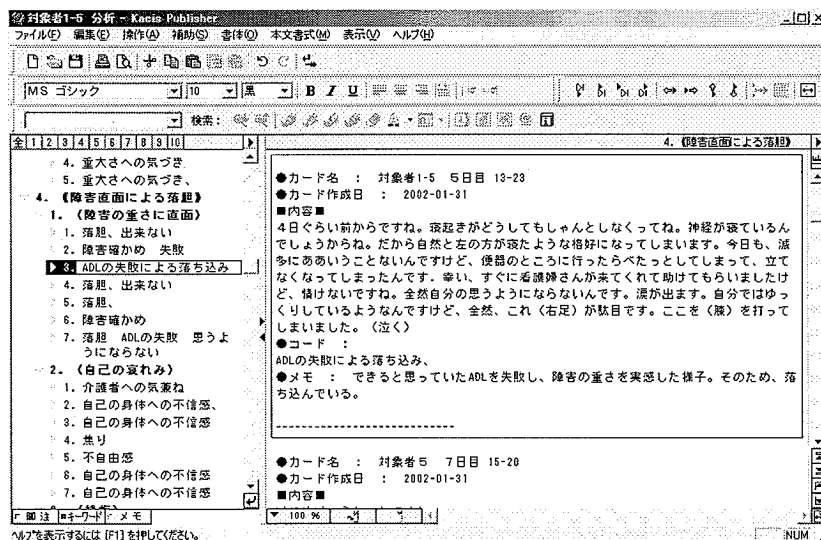 対象者1-5 分析 - Kacis Publisher
ファイル(F) 編集(E) 操作(A) 補助(S) 書体(O) 本文書式(M) 表示(V) ヘルプ(H)
MS ゴシック 10 黒 B I U
検索:
全 1 2 3 4 5 6 7 8 9 10
4. 《障害直面による落胆》
4. 重大さへの気づき
5. 重大さへの気づき、
4. 《障害直面による落胆》
1. (障害の重さに直面)
1. 落胆、出来ない
2. 障害確かめ 失敗
3. ADLの失敗による落ち込み
4. 落胆、出来ない
5. 落胆、
6. 障害確かめ
7. 落胆 ADLの失敗 思うよ
うにならない
2. (自己の哀れみ)
1. 介護者への気兼ね
2. 自己の身体への不信感、
3. 自己の身体への不信感
4. 焦り
5. 不自由感
6. 自己の身体への不信感
7. 自己の身体への不信感
脚注 キーワード メモ
●カード名 : 対象者1-5 5日目 13-23
●カード作成日 : 2002-01-31
■内容■
4日ぐらい前からですね。寝起きがどうしてもしゃんとしなくってね。神経が寝ているん
でしょうからね。だから自然と左の方が寝たような格好になってしまいます。今日も、滅
多にああいうことないんですけど、便器のところに行ったらべたっとしてしまって、立て
なくなってしまったんです。幸い、すぐに看護婦さんが来てくれて助けてもらいましたけ
ど、情けないですね。全然自分の思うようにならないんです。涙が出ます。自分ではゆっ
くりしているようなんですけど、全然、これ(右足)が駄目です。ここを(膝)を打って
しまいました。(泣く)
●コード :
ADLの失敗による落ち込み、
●メモ : できると思っていたADLを失敗し、障害の重さを実感した様子。そのため、落
ち込んでいる。
----------------------------
●カード名 : 対象者5 7日目 15-20
●カード作成日 : 2002-01-31
■内容■
100 %
ヘルプを表示するには [F1] を押してください。
NUM